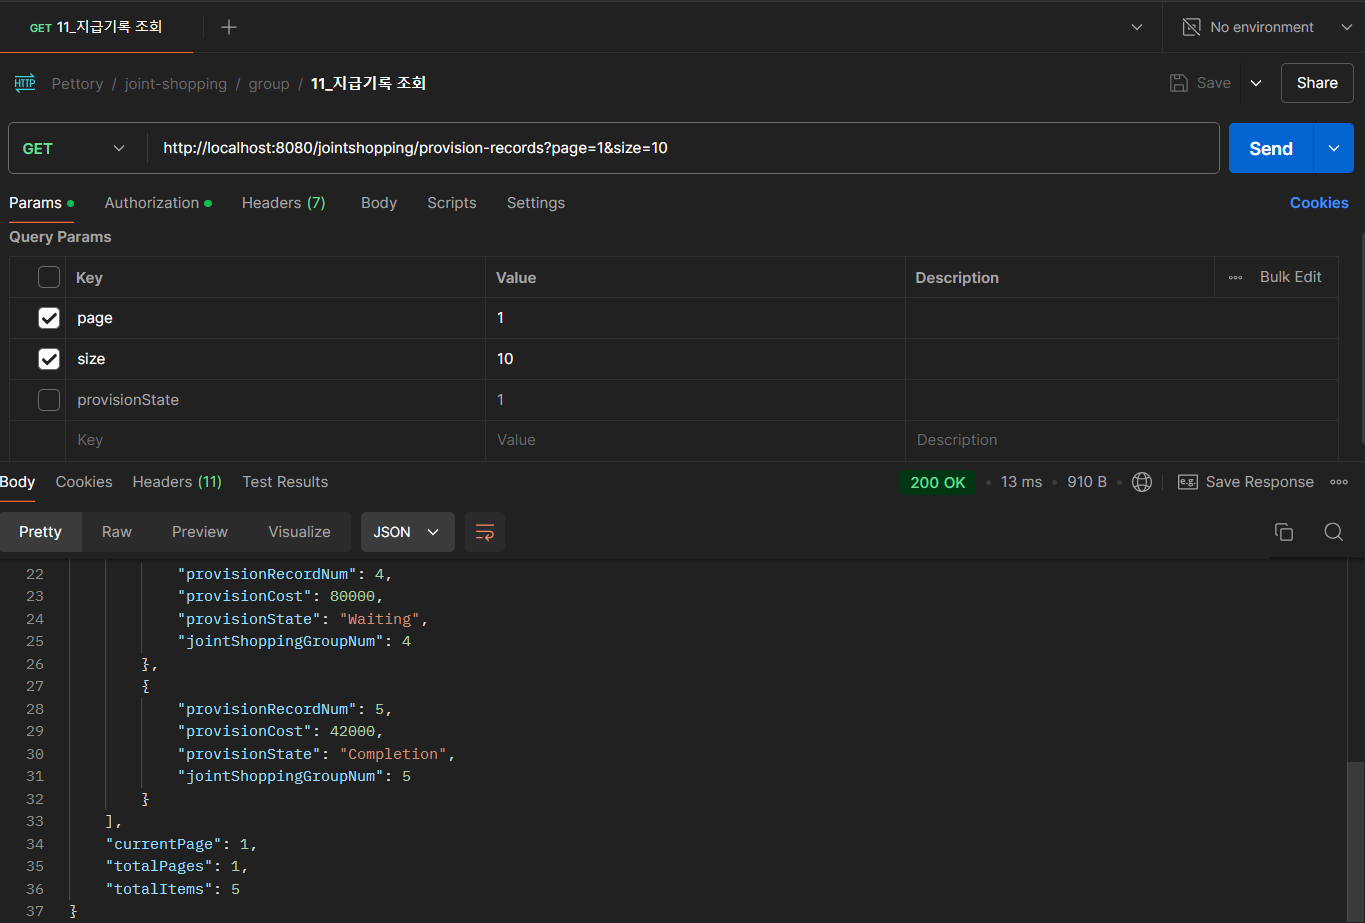 GET 11_지급기록 조회
No environment
HTTP Pettory / joint-shopping / group / 11_지급기록 조회
Save
Share
GET
http://localhost:8080/jointshopping/provision-records?page=1&size=10
Send
Params Authorization Headers (7) Body Scripts Settings
Cookies
Query Params
Key Value Description Bulk Edit
page 1
size 10
provisionState 1
Key Value Description
Body Cookies Headers (11) Test Results
200 OK 13 ms 910 B e.g. Save Response
Pretty Raw Preview Visualize JSON
22 "provisionRecordNum": 4,
23 "provisionCost": 80000,
24 "provisionState": "Waiting",
25 "jointShoppingGroupNum": 4
26 },
27 {
28 "provisionRecordNum": 5,
29 "provisionCost": 42000,
30 "provisionState": "Completion",
31 "jointShoppingGroupNum": 5
32 }
33 ],
34 "currentPage": 1,
35 "totalPages": 1,
36 "totalItems": 5
37 }